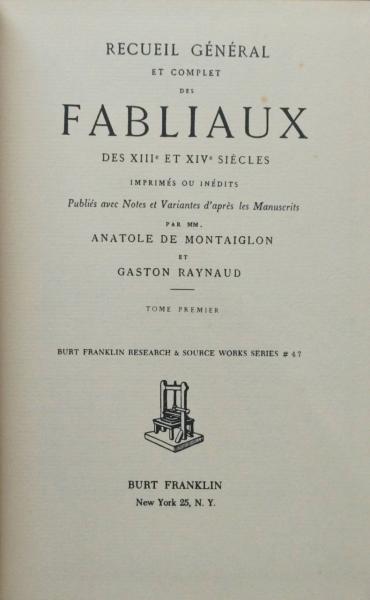 RECUEIL GÉNÉRAL
ET COMPLET
DES
FABLIAUX
DES XIIIᵉ ET XIVᵉ SIÈCLES
IMPRIMÉS OU INÉDITS
Publiés avec Notes et Variantes d'après les Manuscrits
PAR MM.
ANATOLE DE MONTAIGLON
ET
GASTON RAYNAUD
TOME PREMIER
BURT FRANKLIN RESEARCH & SOURCE WORKS SERIES # 47
BURT FRANKLIN
New York 25, N. Y.